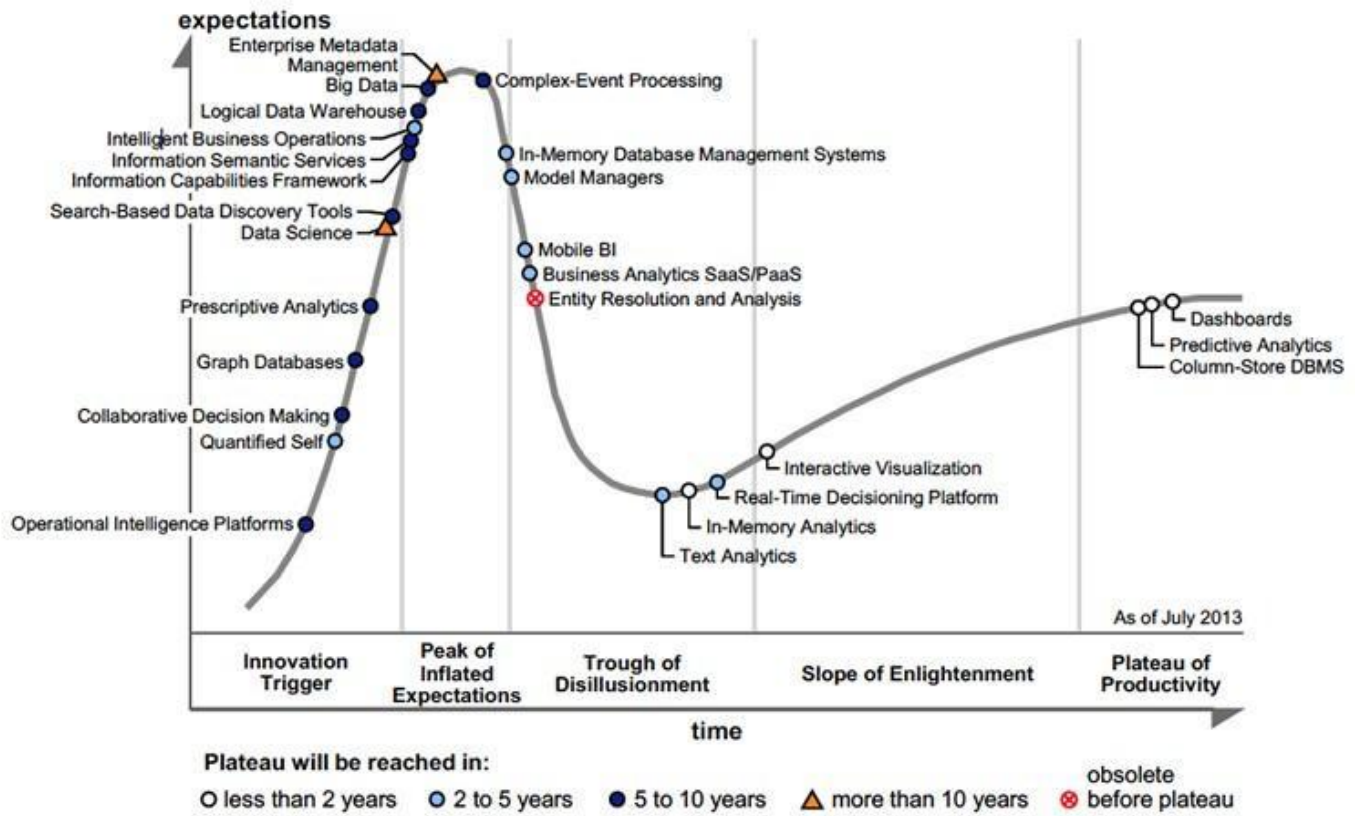 expectations
Enterprise Metadata
Management
Big Data
Logical Data Warehouse
Intelligent Business Operations
Information Semantic Services
Information Capabilities Framework
Search-Based Data Discovery Tools
Data Science
Prescriptive Analytics
Graph Databases
Collaborative Decision Making
Quantified Self
Operational Intelligence Platforms
Complex-Event Processing
In-Memory Database Management Systems
Model Managers
Mobile BI
Business Analytics SaaS/PaaS
Entity Resolution and Analysis
Text Analytics
In-Memory Analytics
Real-Time Decisioning Platform
Interactive Visualization
Dashboards
Predictive Analytics
Column-Store DBMS
As of July 2013
Innovation
Trigger
Peak of
Inflated
Expectations
Trough of
Disillusionment
Slope of Enlightenment
Plateau of
Productivity
time
Plateau will be reached in:
less than 2 years
2 to 5 years
5 to 10 years
more than 10 years
obsolete
before plateau